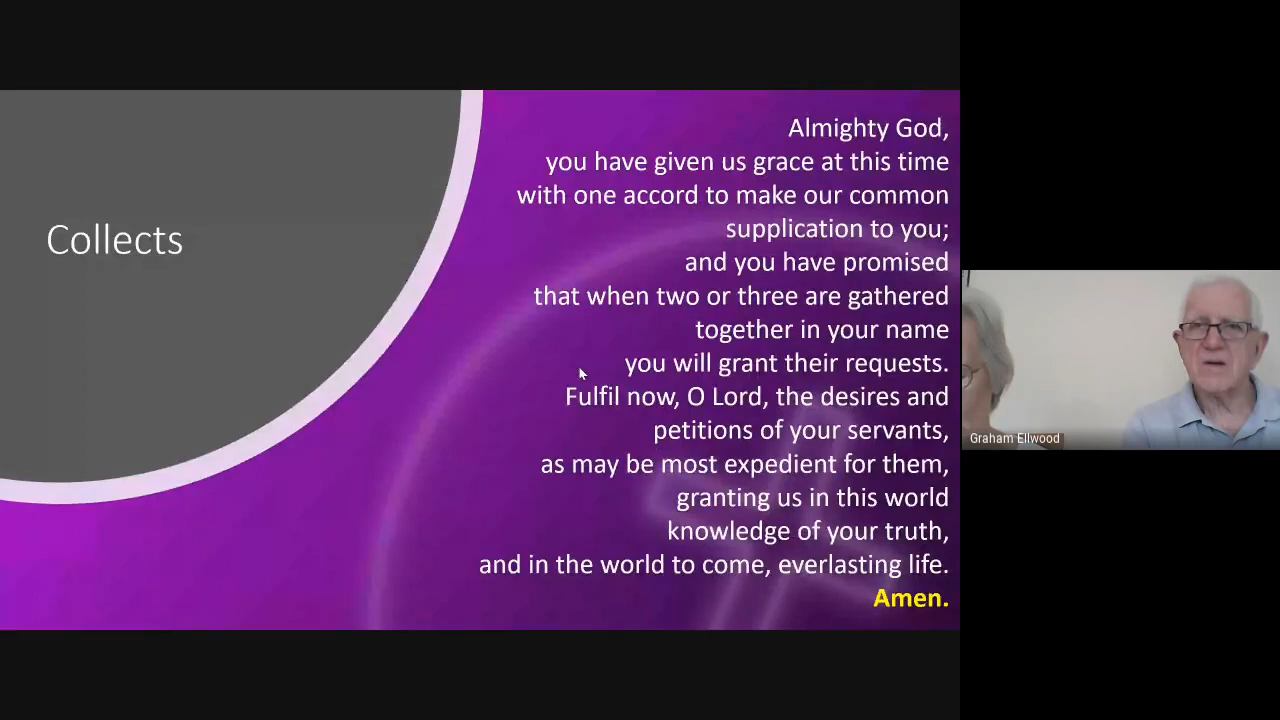 Collects
Almighty God,
you have given us grace at this time
with one accord to make our common
supplication to you;
and you have promised
that when two or three are gathered
together in your name
you will grant their requests.
Fulfil now, O Lord, the desires and
petitions of your servants,
as may be most expedient for them,
granting us in this world
knowledge of your truth,
and in the world to come, everlasting life.
Amen.
Graham Ellwood